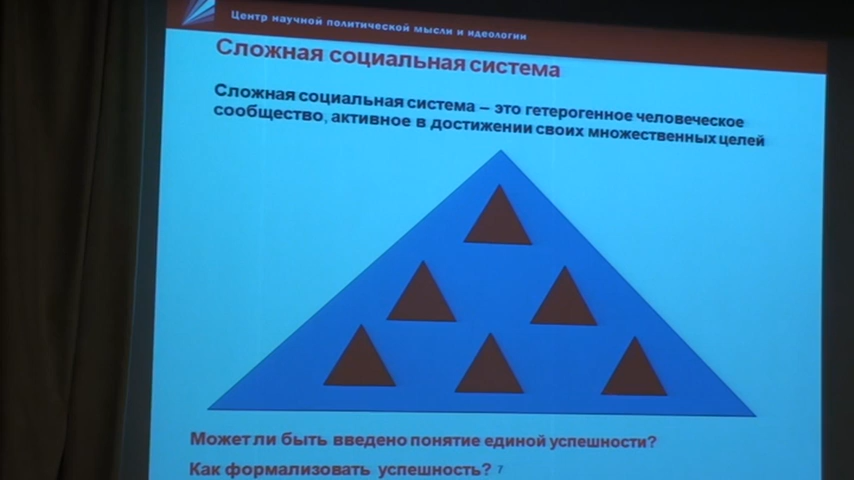 Центр научной политической мысли и идеологии
Сложная социальная система
Сложная социальная система – это гетерогенное человеческое
сообщество, активное в достижении своих множественных целей
Может ли быть введено понятие единой успешности?
Как формализовать успешность? 7